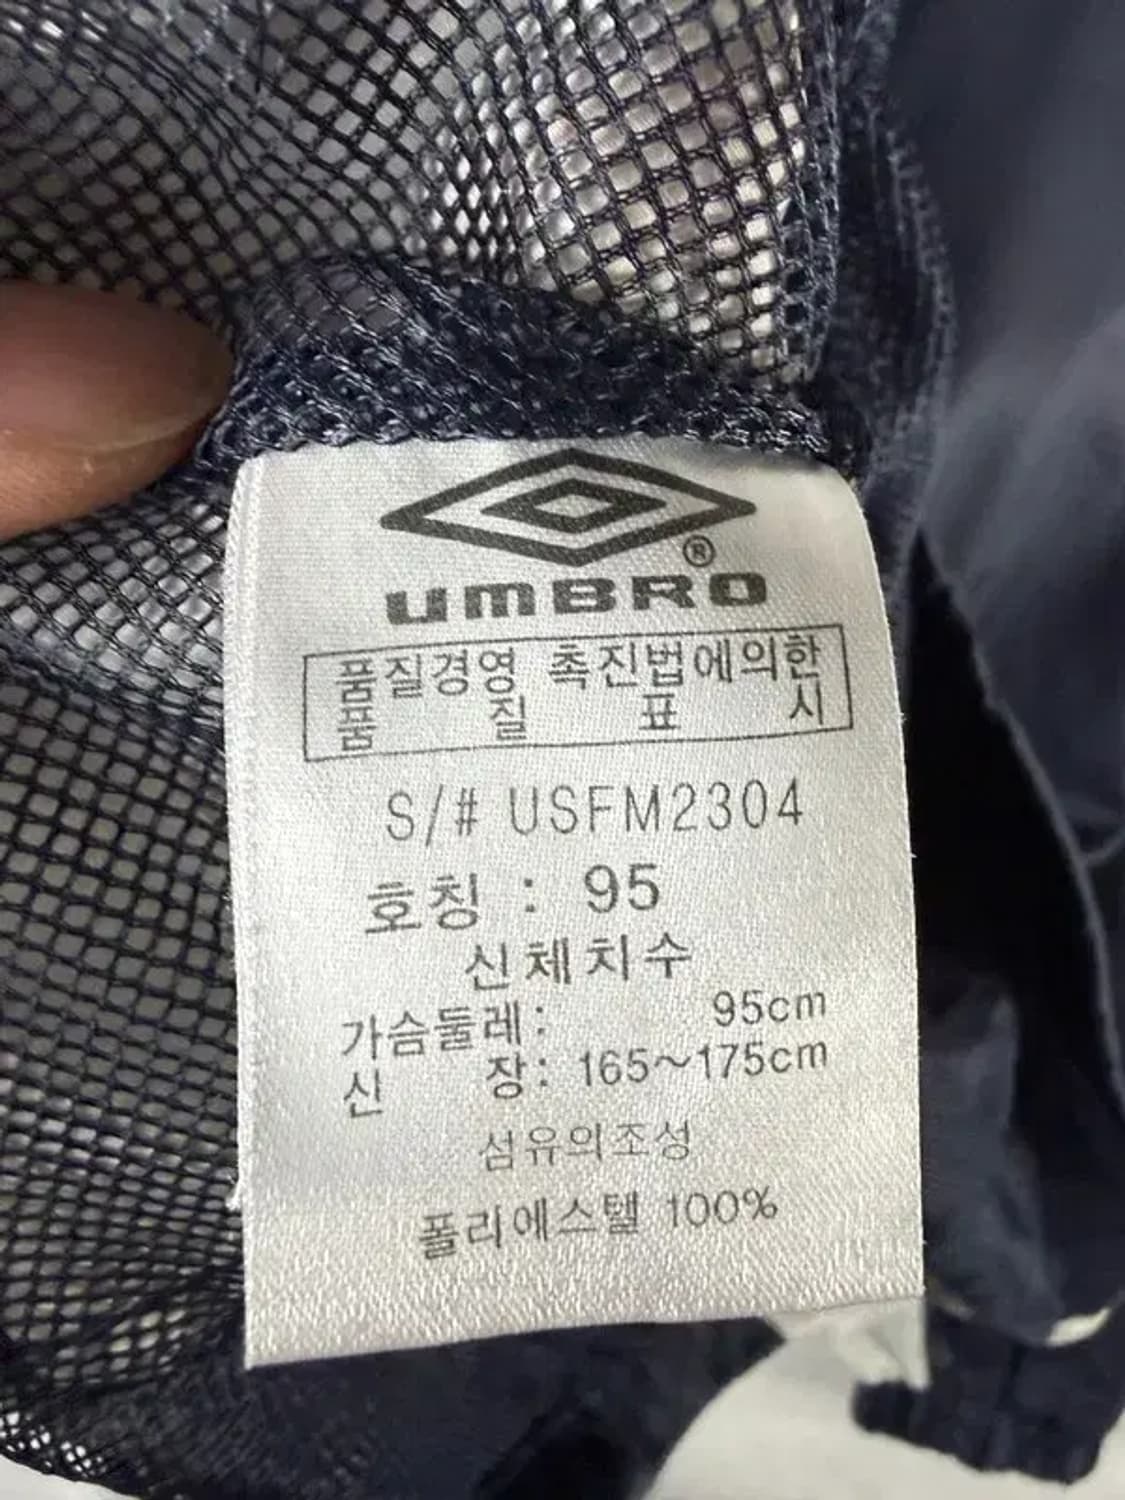 umBRO®
품질경영 촉진법에의한
품 질 표 시
S/# USFM2304
호칭 : 95
신체치수
가슴둘레: 95cm
신 장: 165~175cm
섬유의조성
폴리에스텔 100%